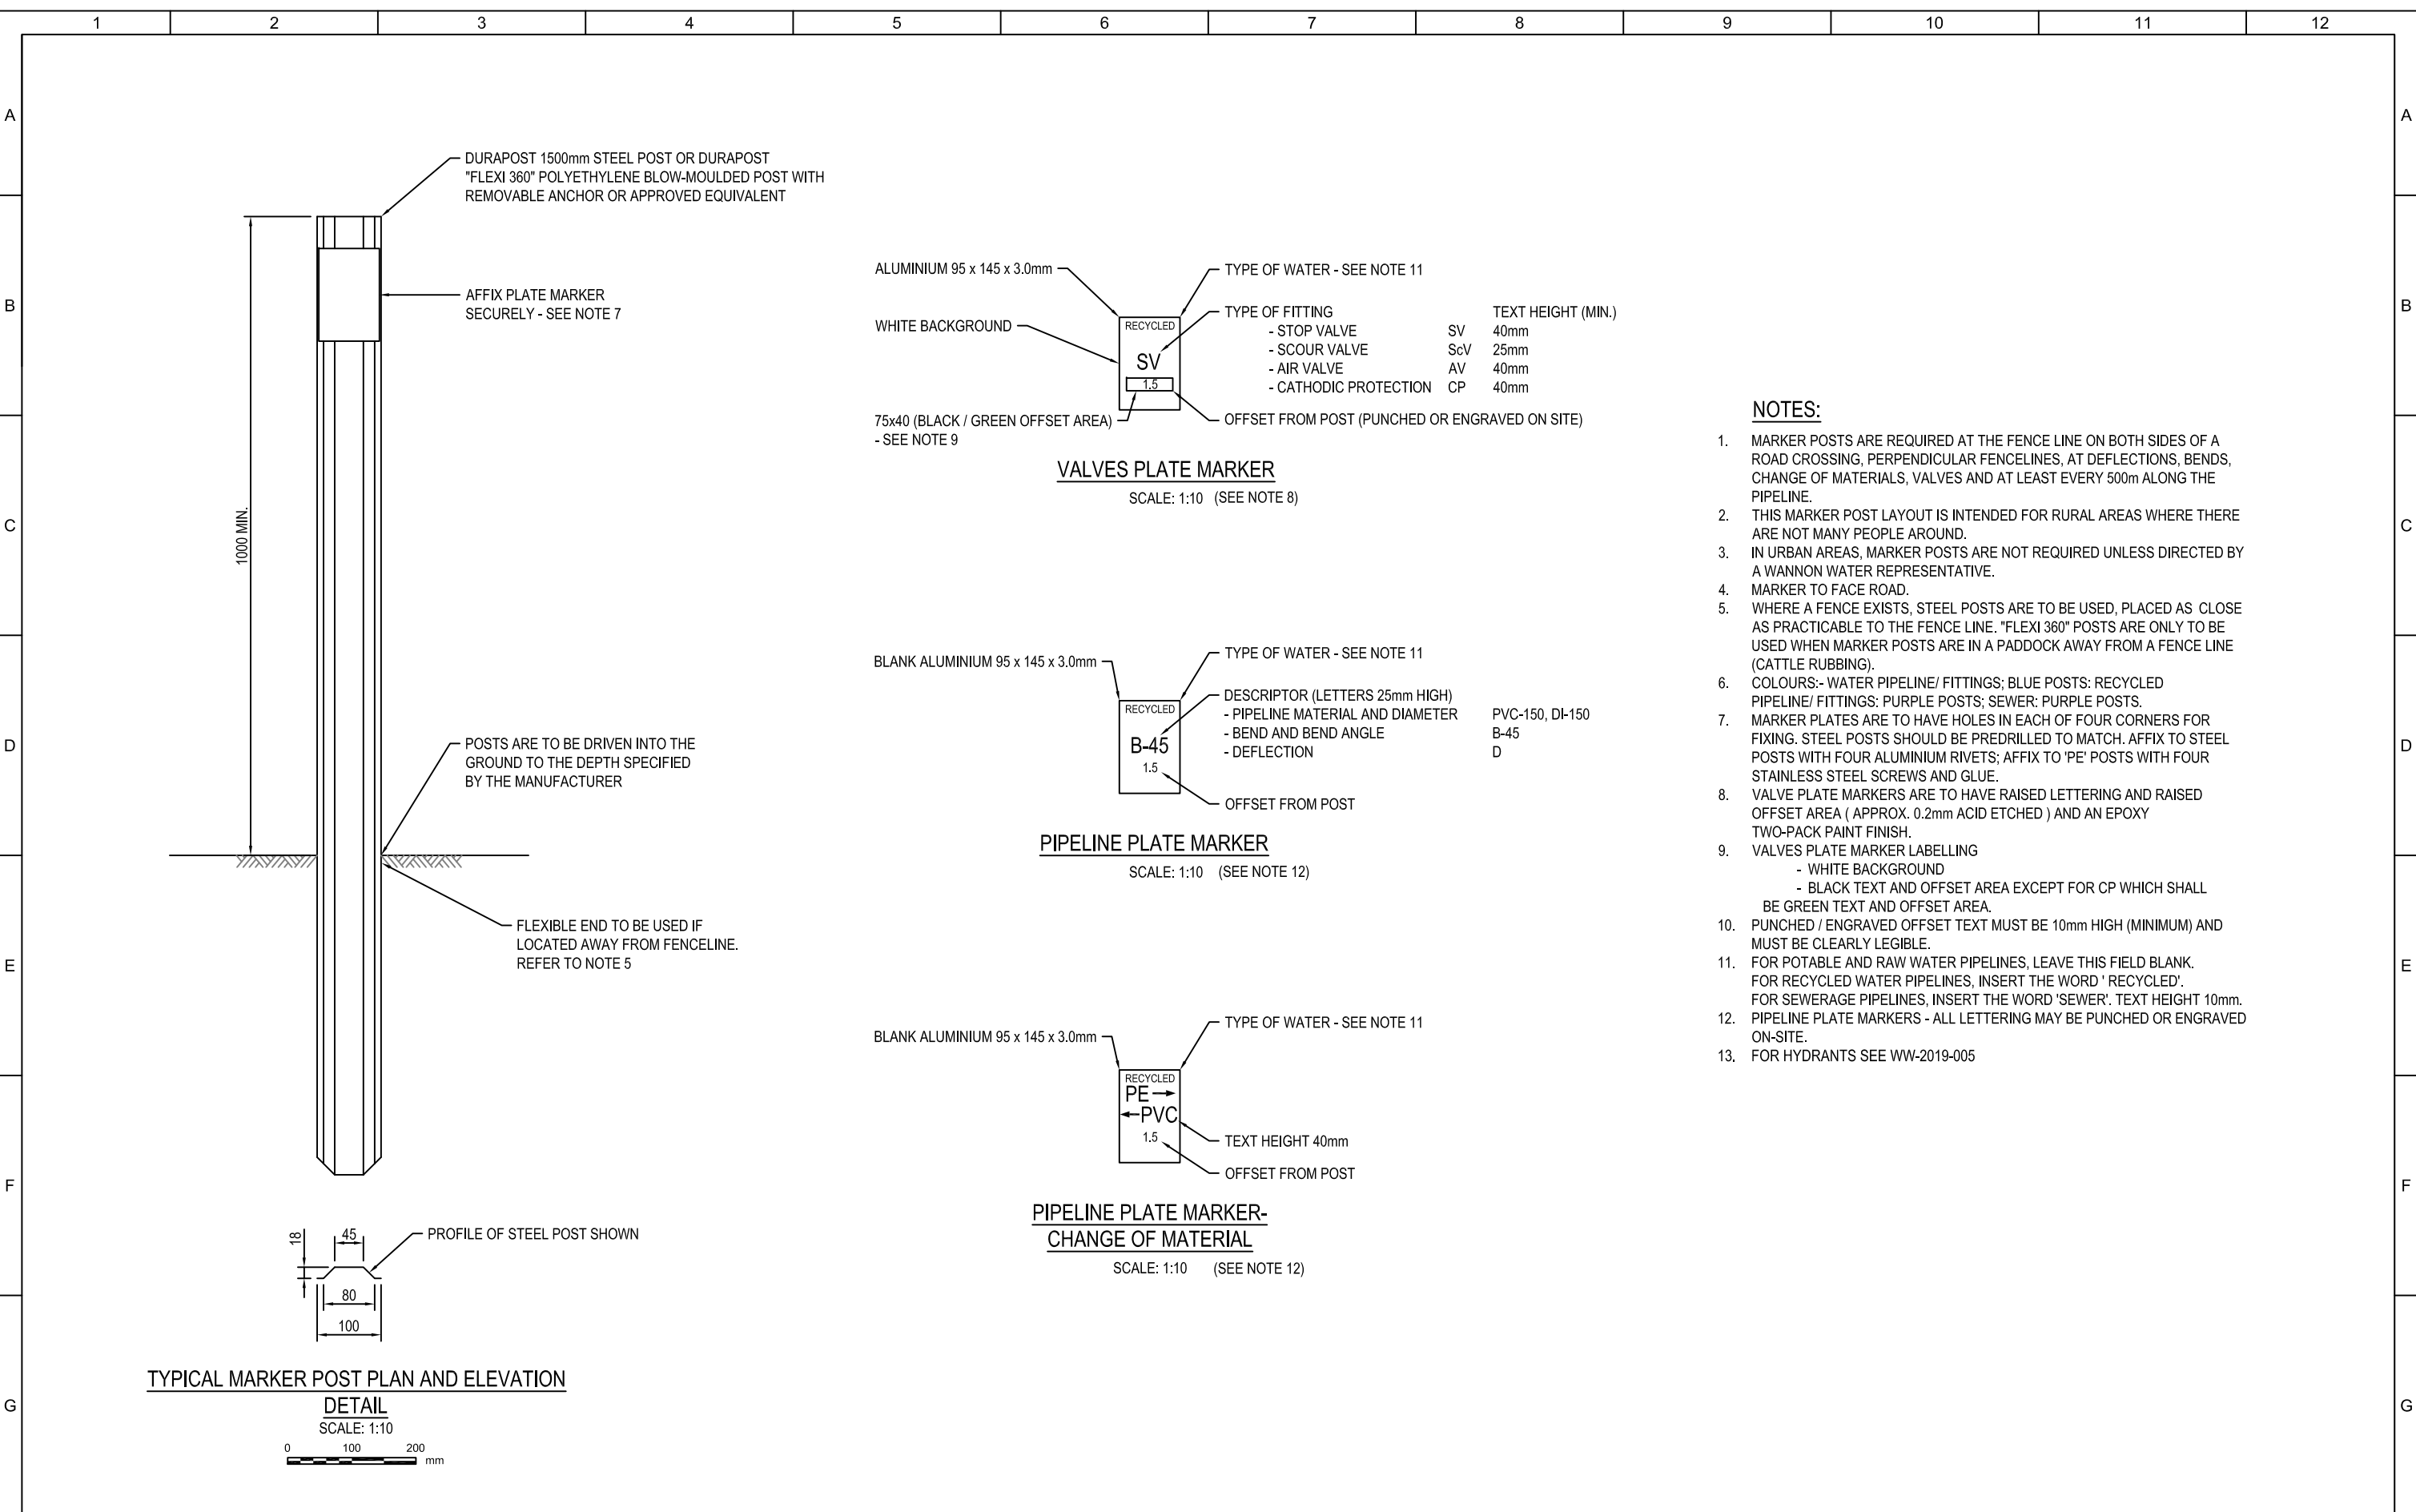 1 2 3 4 5 6 7 8 9 10 11 12
A A
B B
C C
D D
E E
F F
G G
DURAPOST 1500mm STEEL POST OR DURAPOST
"FLEXI 360" POLYETHYLENE BLOW-MOULDED POST WITH
REMOVABLE ANCHOR OR APPROVED EQUIVALENT
AFFIX PLATE MARKER
SECURELY - SEE NOTE 7
1000 MIN.
POSTS ARE TO BE DRIVEN INTO THE
GROUND TO THE DEPTH SPECIFIED
BY THE MANUFACTURER
FLEXIBLE END TO BE USED IF
LOCATED AWAY FROM FENCELINE.
REFER TO NOTE 5
18
45
PROFILE OF STEEL POST SHOWN
80
100
TYPICAL MARKER POST PLAN AND ELEVATION
DETAIL
SCALE: 1:10
0 100 200
mm
ALUMINIUM 95 x 145 x 3.0mm
TYPE OF WATER - SEE NOTE 11
WHITE BACKGROUND
RECYCLED
SV
1.5
TYPE OF FITTING TEXT HEIGHT (MIN.)
- STOP VALVE SV 40mm
- SCOUR VALVE ScV 25mm
- AIR VALVE AV 40mm
- CATHODIC PROTECTION CP 40mm
75x40 (BLACK / GREEN OFFSET AREA)
- SEE NOTE 9
OFFSET FROM POST (PUNCHED OR ENGRAVED ON SITE)
VALVES PLATE MARKER
SCALE: 1:10 (SEE NOTE 8)
BLANK ALUMINIUM 95 x 145 x 3.0mm
TYPE OF WATER - SEE NOTE 11
RECYCLED
B-45
1.5
DESCRIPTOR (LETTERS 25mm HIGH)
- PIPELINE MATERIAL AND DIAMETER PVC-150, DI-150
- BEND AND BEND ANGLE B-45
- DEFLECTION D
OFFSET FROM POST
PIPELINE PLATE MARKER
SCALE: 1:10 (SEE NOTE 12)
BLANK ALUMINIUM 95 x 145 x 3.0mm
TYPE OF WATER - SEE NOTE 11
RECYCLED
PE
PVC
1.5
TEXT HEIGHT 40mm
OFFSET FROM POST
PIPELINE PLATE MARKER-
CHANGE OF MATERIAL
SCALE: 1:10 (SEE NOTE 12)
NOTES:
1. MARKER POSTS ARE REQUIRED AT THE FENCE LINE ON BOTH SIDES OF A
ROAD CROSSING, PERPENDICULAR FENCELINES, AT DEFLECTIONS, BENDS,
CHANGE OF MATERIALS, VALVES AND AT LEAST EVERY 500m ALONG THE
PIPELINE.
2. THIS MARKER POST LAYOUT IS INTENDED FOR RURAL AREAS WHERE THERE
ARE NOT MANY PEOPLE AROUND.
3. IN URBAN AREAS, MARKER POSTS ARE NOT REQUIRED UNLESS DIRECTED BY
A WANNON WATER REPRESENTATIVE.
4. MARKER TO FACE ROAD.
5. WHERE A FENCE EXISTS, STEEL POSTS ARE TO BE USED, PLACED AS CLOSE
AS PRACTICABLE TO THE FENCE LINE. "FLEXI 360" POSTS ARE ONLY TO BE
USED WHEN MARKER POSTS ARE IN A PADDOCK AWAY FROM A FENCE LINE
(CATTLE RUBBING).
6. COLOURS:- WATER PIPELINE/ FITTINGS; BLUE POSTS: RECYCLED
PIPELINE/ FITTINGS: PURPLE POSTS; SEWER: PURPLE POSTS.
7. MARKER PLATES ARE TO HAVE HOLES IN EACH OF FOUR CORNERS FOR
FIXING. STEEL POSTS SHOULD BE PREDRILLED TO MATCH. AFFIX TO STEEL
POSTS WITH FOUR ALUMINIUM RIVETS; AFFIX TO 'PE' POSTS WITH FOUR
STAINLESS STEEL SCREWS AND GLUE.
8. VALVE PLATE MARKERS ARE TO HAVE RAISED LETTERING AND RAISED
OFFSET AREA ( APPROX. 0.2mm ACID ETCHED ) AND AN EPOXY
TWO-PACK PAINT FINISH.
9. VALVES PLATE MARKER LABELLING
- WHITE BACKGROUND
- BLACK TEXT AND OFFSET AREA EXCEPT FOR CP WHICH SHALL
BE GREEN TEXT AND OFFSET AREA.
10. PUNCHED / ENGRAVED OFFSET TEXT MUST BE 10mm HIGH (MINIMUM) AND
MUST BE CLEARLY LEGIBLE.
11. FOR POTABLE AND RAW WATER PIPELINES, LEAVE THIS FIELD BLANK.
FOR RECYCLED WATER PIPELINES, INSERT THE WORD ' RECYCLED'.
FOR SEWERAGE PIPELINES, INSERT THE WORD 'SEWER'. TEXT HEIGHT 10mm.
12. PIPELINE PLATE MARKERS - ALL LETTERING MAY BE PUNCHED OR ENGRAVED
ON-SITE.
13. FOR HYDRANTS SEE WW-2019-005